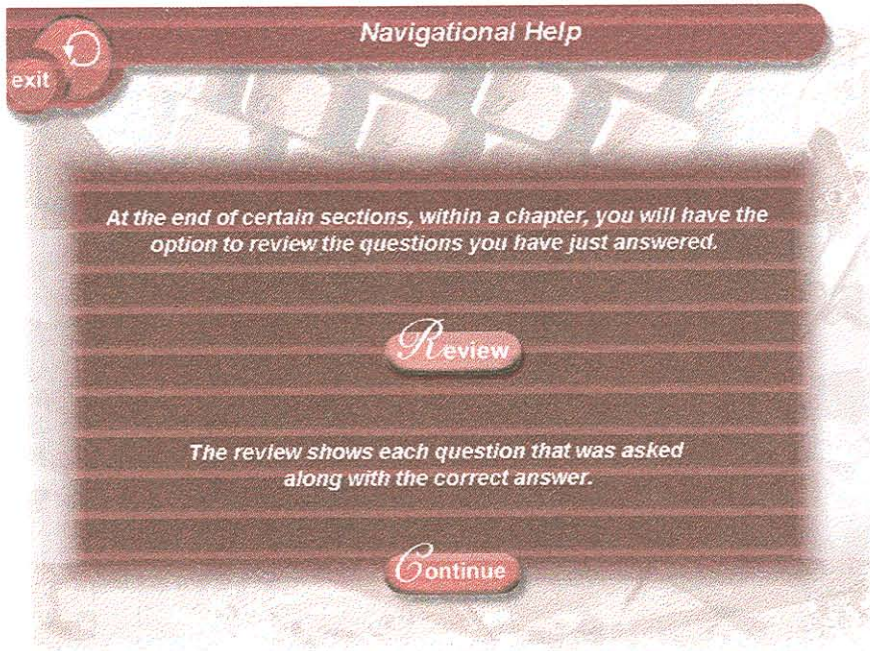 Navigational Help
exit
At the end of certain sections, within a chapter, you will have the
option to review the questions you have just answered.
Review
The review shows each question that was asked
along with the correct answer.
Continue